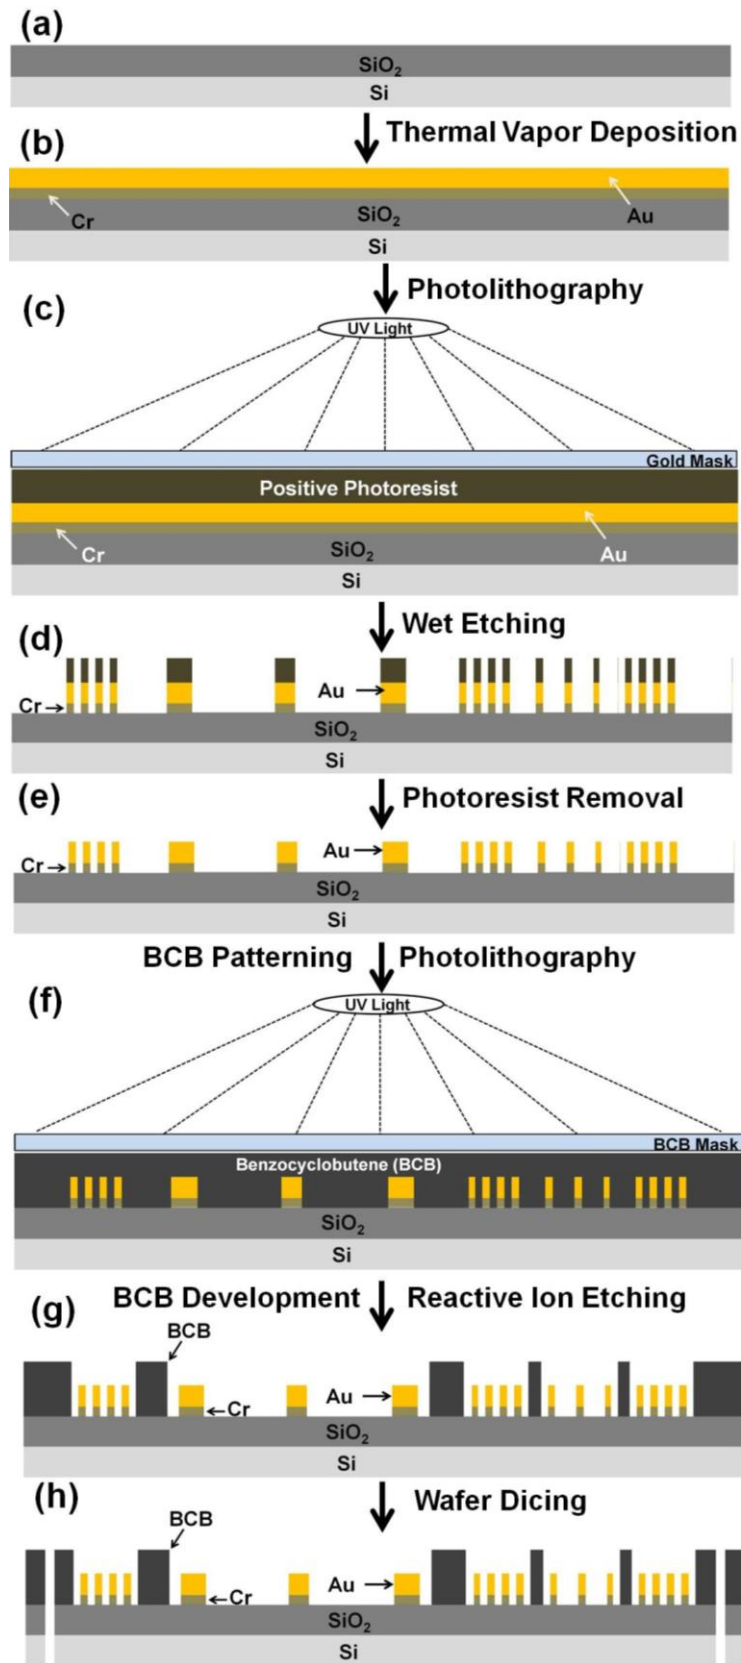 (a)
SiO₂
Si
Thermal Vapor Deposition
(b)
Cr
SiO₂
Au
Si
Photolithography
(c)
UV Light
Gold Mask
Positive Photoresist
Cr
SiO₂
Au
Si
Wet Etching
(d)
Au
Cr
SiO₂
Si
(e)
Photoresist Removal
Au
Cr
SiO₂
Si
BCB Patterning Photolithography
(f)
UV Light
BCB Mask
Benzocyclobutene (BCB)
SiO₂
Si
BCB Development Reactive Ion Etching
(g)
BCB
Au
Cr
SiO₂
Si
(h)
Wafer Dicing
BCB
Au
Cr
SiO₂
Si